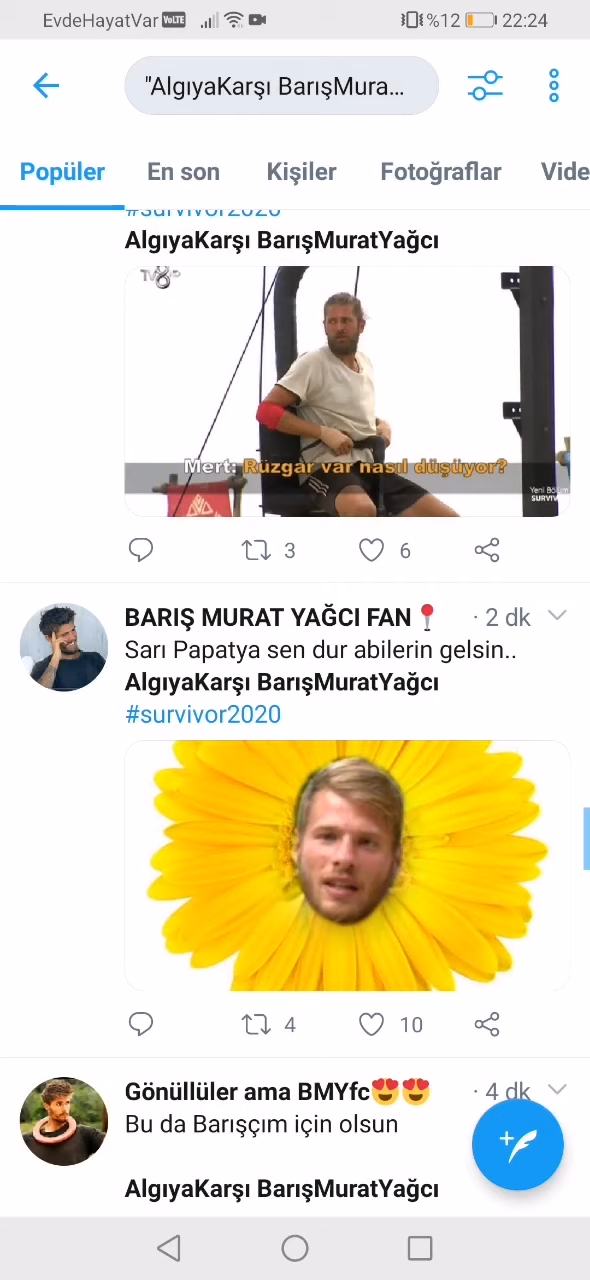 EvdeHayatVar VoLTE %12 22:24
"AlgıyaKarşı BarışMura...
Popüler En son Kişiler Fotoğraflar Vide
#survivor2020
AlgıyaKarşı BarışMuratYağcı
TV8 HD
Mert: Rüzgar var nasıl düşüyor?
Yeni Bölüm
SURVIV
3 6
BARIŞ MURAT YAĞCI FAN📍 · 2 dk
Sarı Papatya sen dur abilerin gelsin..
AlgıyaKarşı BarışMuratYağcı
#survivor2020
4 10
Gönüllüler ama BMYfc😍😍 · 4 dk
Bu da Barışçım için olsun
AlgıyaKarşı BarışMuratYağcı